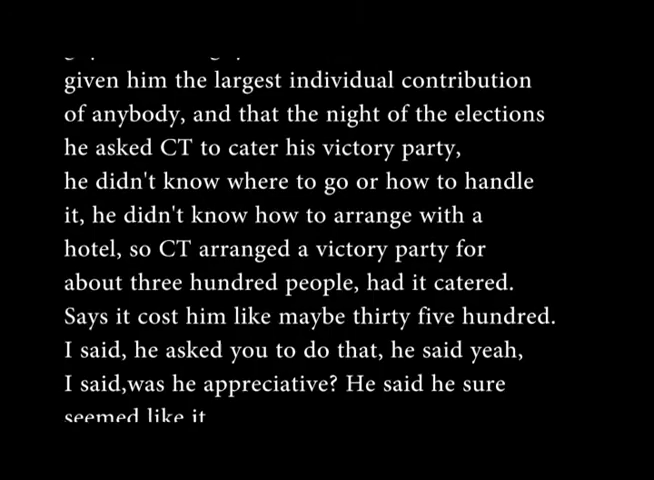 given him the largest individual contribution
of anybody, and that the night of the elections
he asked CT to cater his victory party,
he didn't know where to go or how to handle
it, he didn't know how to arrange with a
hotel, so CT arranged a victory party for
about three hundred people, had it catered.
Says it cost him like maybe thirty five hundred.
I said, he asked you to do that, he said yeah,
I said,was he appreciative? He said he sure
seemed like it